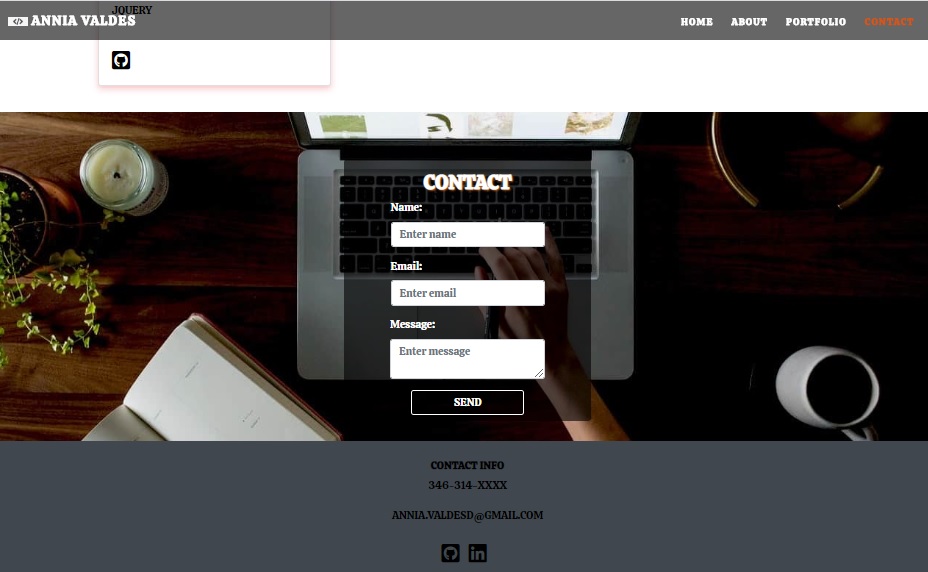 JQUERY
</> ANNIA VALDES
HOME ABOUT PORTFOLIO CONTACT
CONTACT
Name:
Enter name
Email:
Enter email
Message:
Enter message
SEND
CONTACT INFO
346-314-XXXX
ANNIA.VALDESD@GMAIL.COM
in